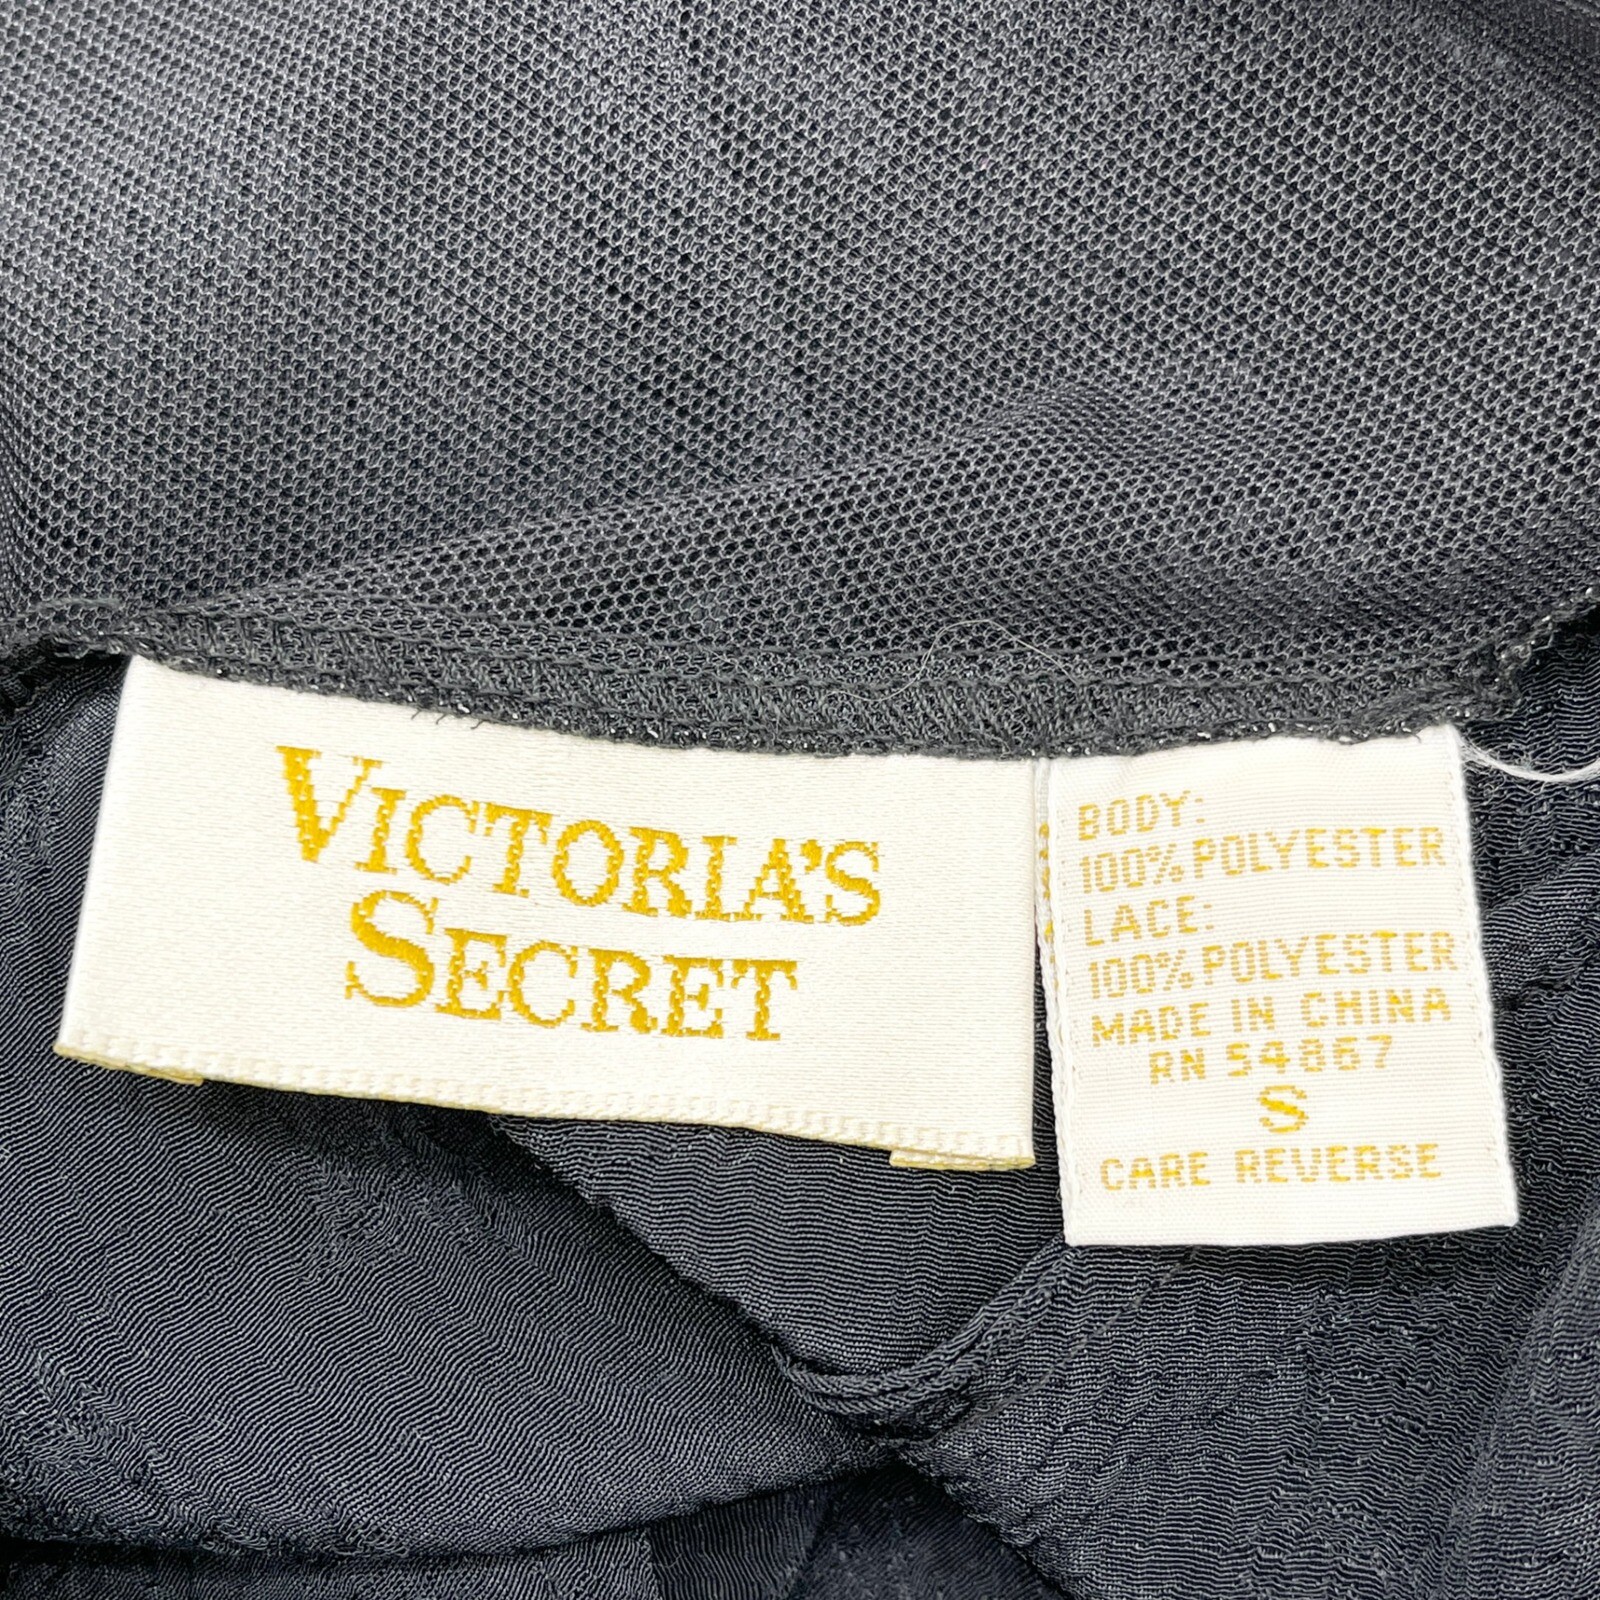 VICTORIA'S
SECRET
BODY:
100% POLYESTER
LACE:
100% POLYESTER
MADE IN CHINA
RN 54867
S
CARE REVERSE